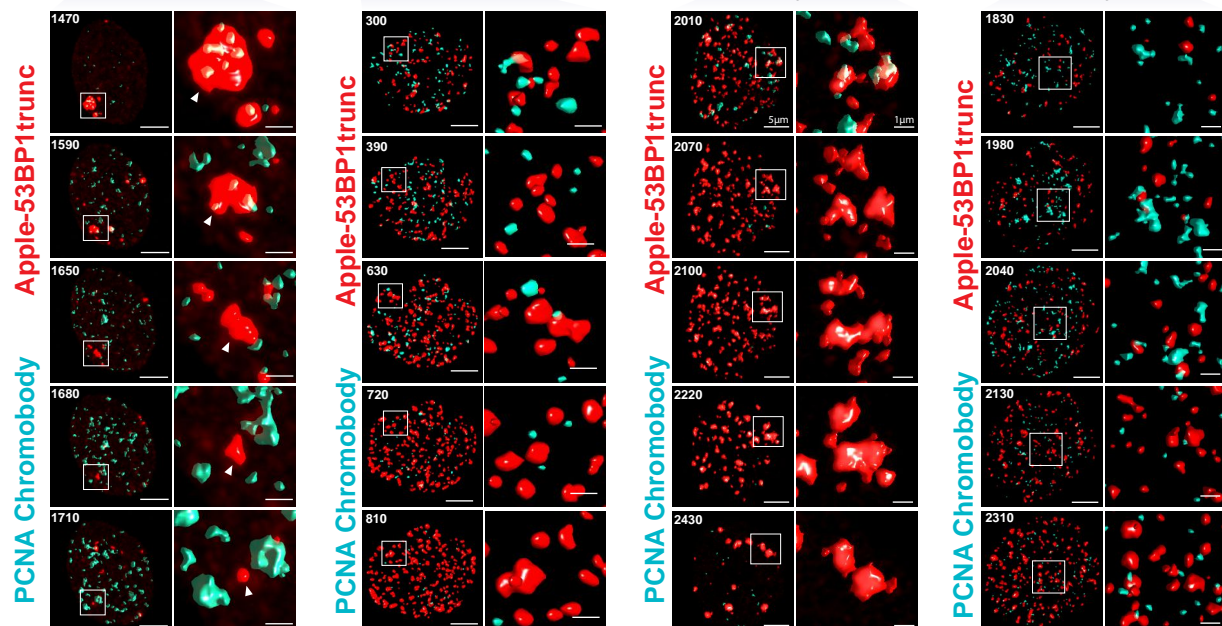 Apple-53BP1trunc
PCNA Chromobody
1470
1590
1650
1680
1710
Apple-53BP1trunc
PCNA Chromobody
300
390
630
720
810
Apple-53BP1trunc
PCNA Chromobody
2010
5µm
1µm
2070
2100
2220
2430
Apple-53BP1trunc
PCNA Chromobody
1830
1980
2040
2130
2310